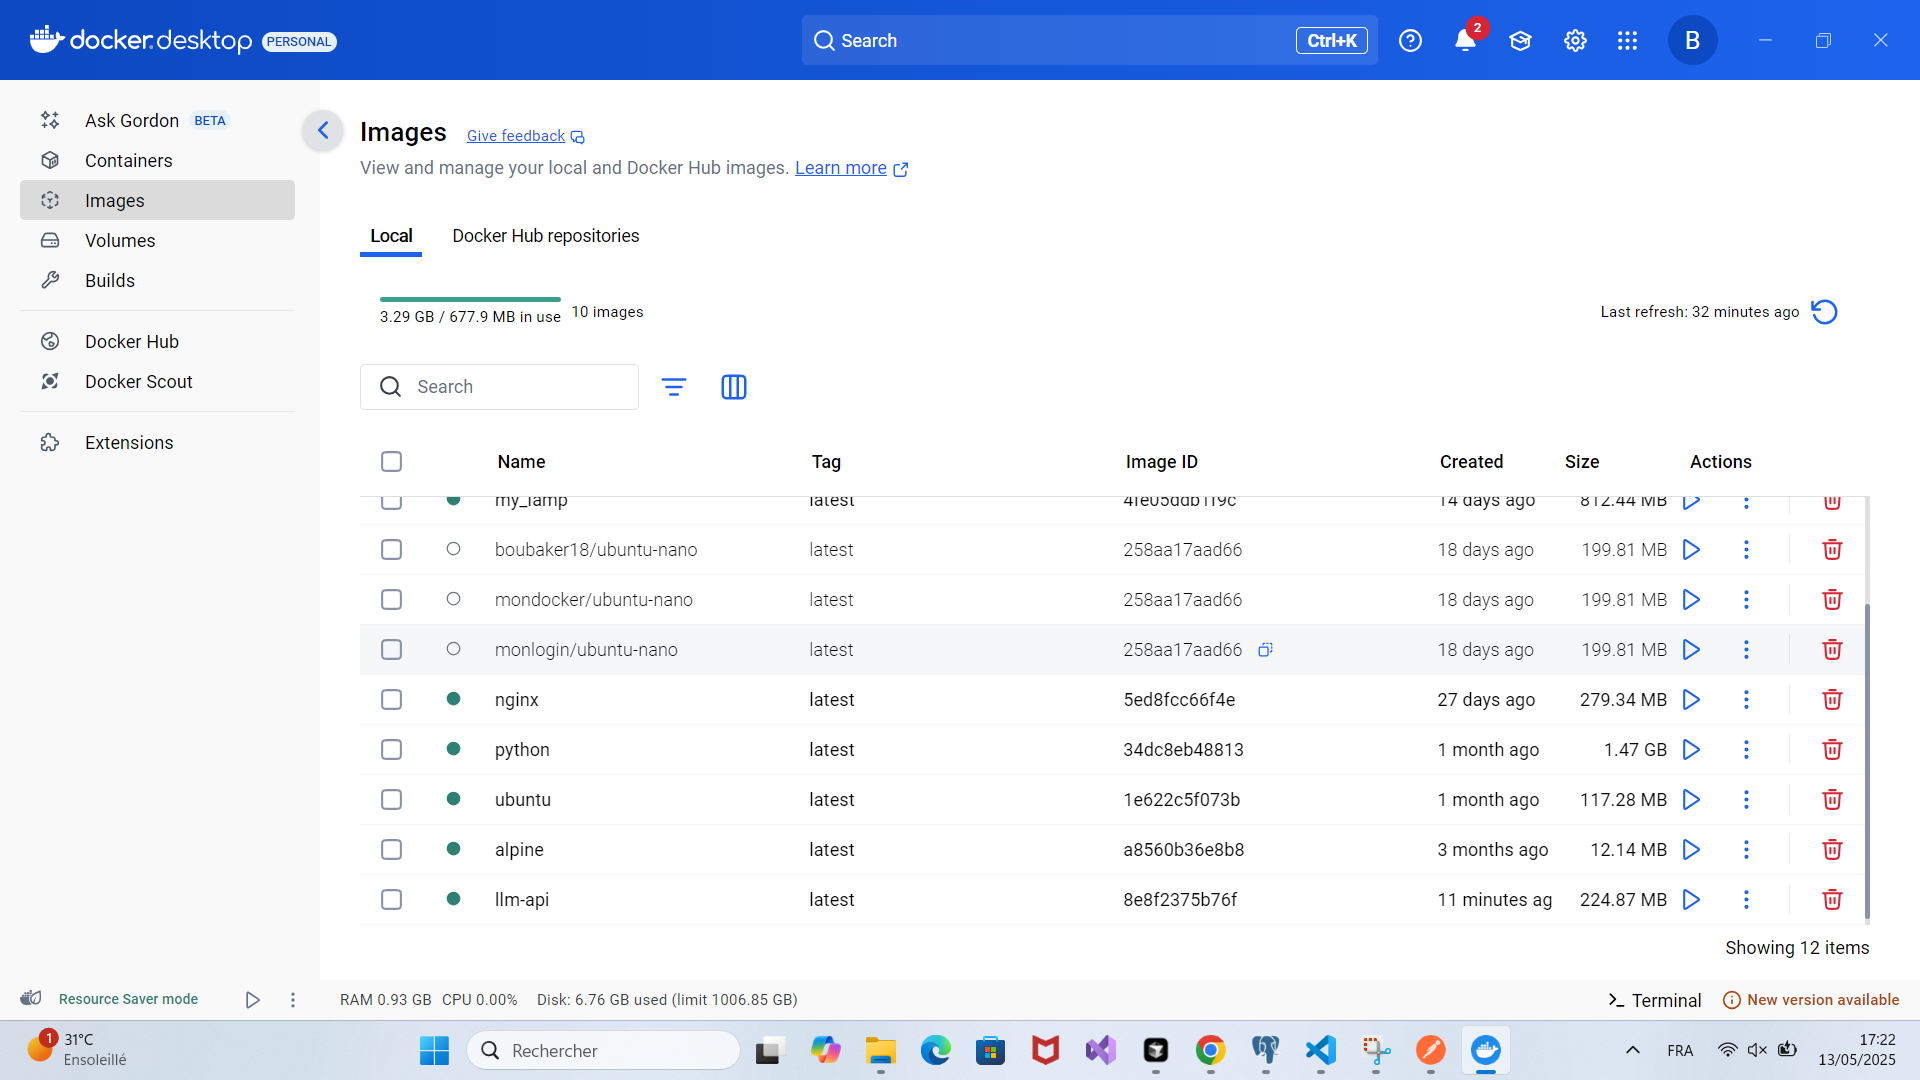 docker.desktop PERSONAL
Search Ctrl+K
2
B
Ask Gordon BETA
Containers
Images
Volumes
Builds
Docker Hub
Docker Scout
Extensions
Images Give feedback
View and manage your local and Docker Hub images. Learn more
Local Docker Hub repositories
3.29 GB / 677.9 MB in use 10 images
Last refresh: 32 minutes ago
Search
Name Tag Image ID Created Size Actions
my_lamp latest 4fe05ddb1f9c 14 days ago 812.44 MB
boubaker18/ubuntu-nano latest 258aa17aad66 18 days ago 199.81 MB
mondocker/ubuntu-nano latest 258aa17aad66 18 days ago 199.81 MB
monlogin/ubuntu-nano latest 258aa17aad66 18 days ago 199.81 MB
nginx latest 5ed8fcc66f4e 27 days ago 279.34 MB
python latest 34dc8eb48813 1 month ago 1.47 GB
ubuntu latest 1e622c5f073b 1 month ago 117.28 MB
alpine latest a8560b36e8b8 3 months ago 12.14 MB
llm-api latest 8e8f2375b76f 11 minutes ag 224.87 MB
Showing 12 items
Resource Saver mode
RAM 0.93 GB CPU 0.00% Disk: 6.76 GB used (limit 1006.85 GB)
Terminal
New version available
1
31°C
Ensoleillé
Rechercher
FRA
17:22
13/05/2025